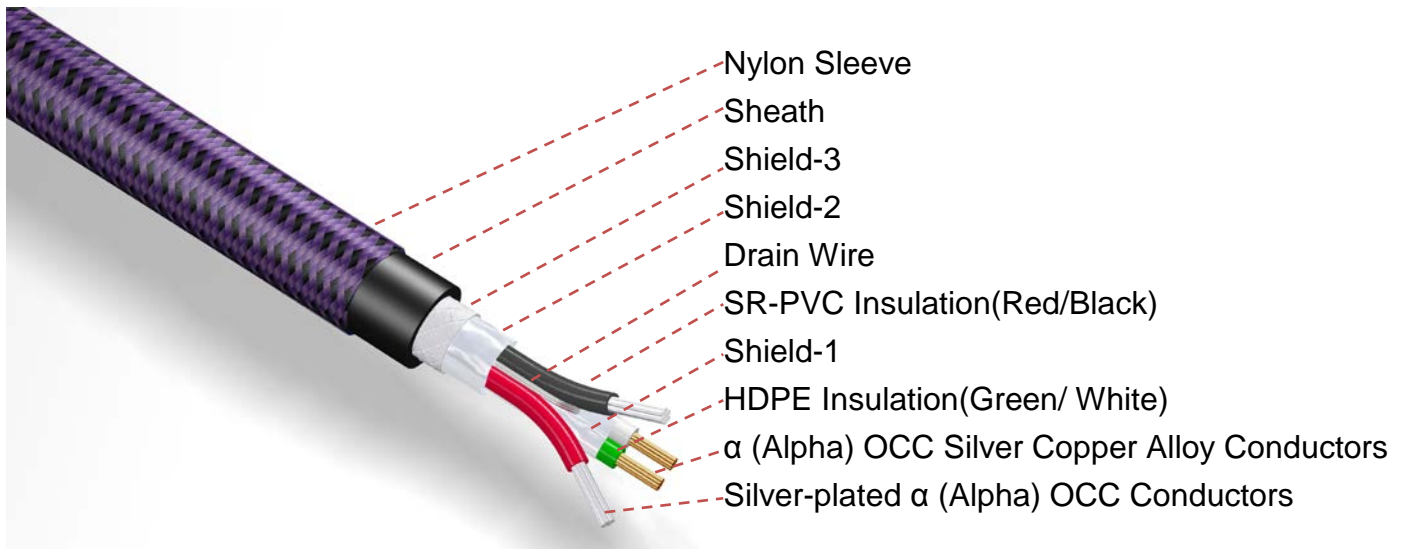 Nylon Sleeve
Sheath
Shield-3
Shield-2
Drain Wire
SR-PVC Insulation(Red/Black)
Shield-1
HDPE Insulation(Green/ White)
α (Alpha) OCC Silver Copper Alloy Conductors
Silver-plated α (Alpha) OCC Conductors